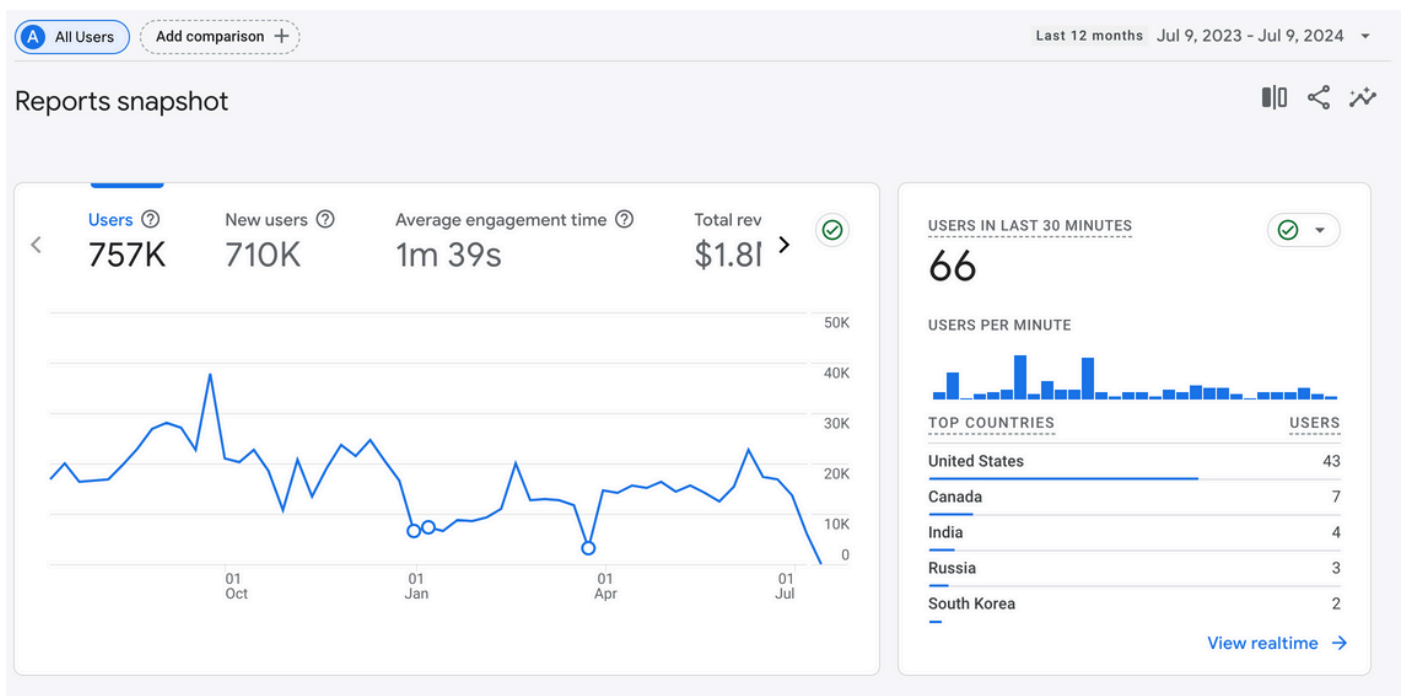 A All Users Add comparison + Last 12 months Jul 9, 2023 - Jul 9, 2024
Reports snapshot
Users New users Average engagement time Total rev
757K 710K 1m 39s $1.8
50K
40K
30K
20K
10K
0
01 Oct
01 Jan
01 Apr
01 Jul
USERS IN LAST 30 MINUTES
66
USERS PER MINUTE
TOP COUNTRIES USERS
United States 43
Canada 7
India 4
Russia 3
South Korea 2
View realtime